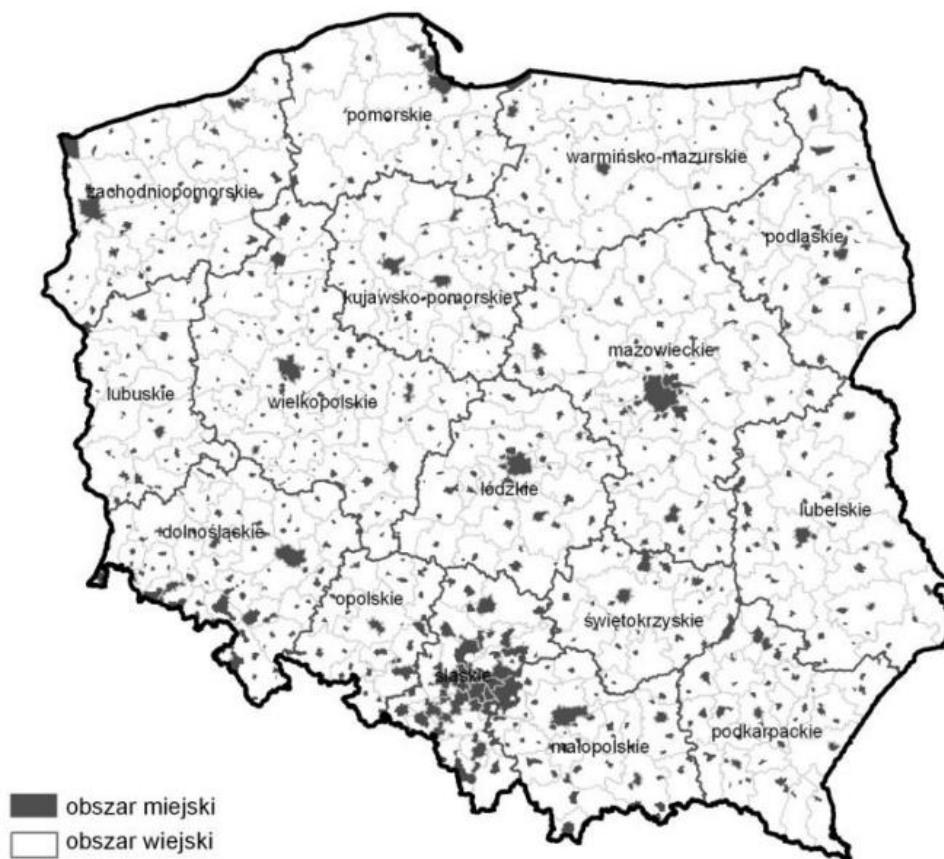 pomorskie
warmińsko-mazurskie
zachodniopomorskie
podlaskie
kujawsko-pomorskie
mazowieckie
lubuskie
wielkopolskie
łódzkie
lubelskie
dolnośląskie
opolskie
świętokrzyskie
śląskie
podkarpackie
małopolskie
obszar miejski
obszar wiejski